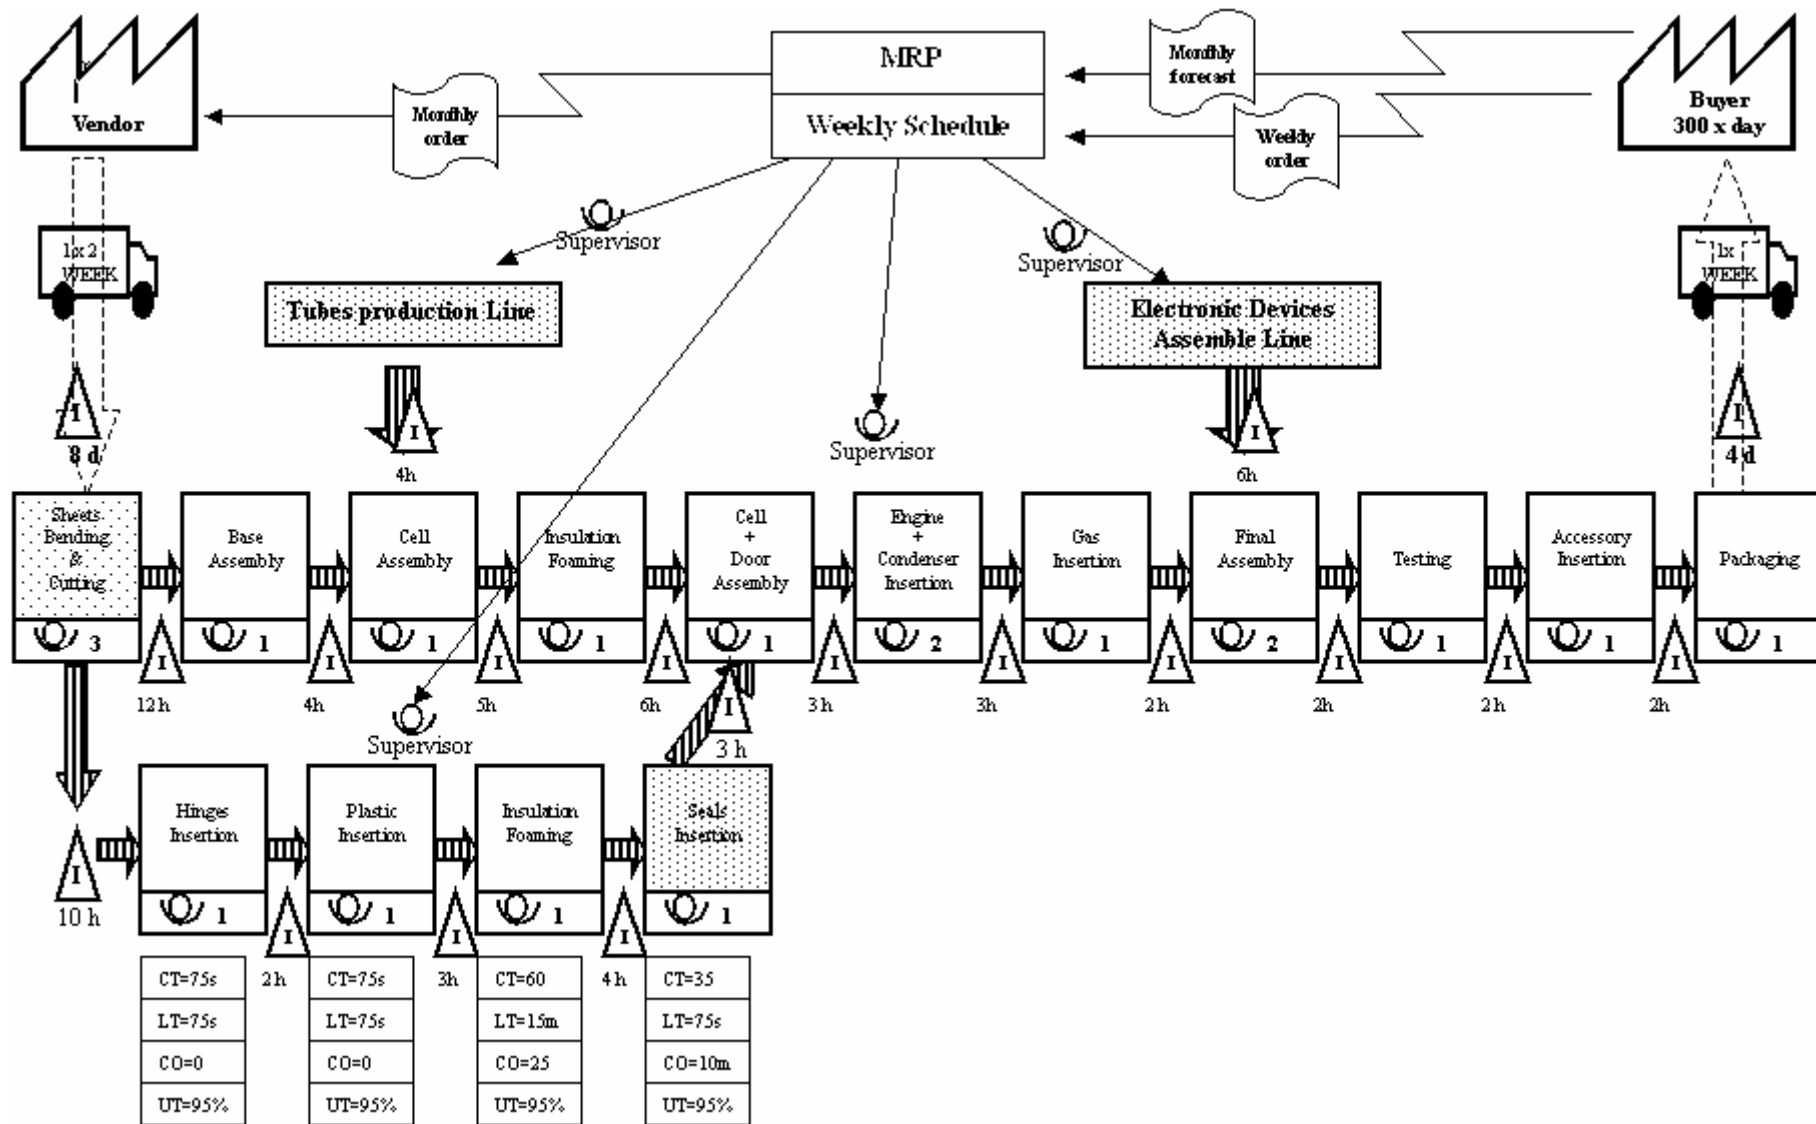 Vendor
Monthly
order
MRP
Weekly Schedule
Monthly
forecast
Weekly
order
Buyer
300 x day
1x 2
WEEK
Supervisor
Supervisor
1x
WEEK
Tubes production Line
Electronic Devices
Assemble Line
I
8 d
I
4h
Supervisor
I
6h
I
4 d
Sheets
Bending
&
Cutting
3
Base
Assembly
1
Cell
Assembly
1
Insulation
Foaming
1
Cell
+
Door
Assembly
1
Engine
+
Condenser
Insertion
2
Gas
Insertion
1
Final
Assembly
2
Testing
1
Accessory
Insertion
1
Packaging
1
I
12h
I
4h
I
5h
I
6h
I
3h
I
3h
I
2h
I
2h
I
2h
I
2h
Supervisor
I
3 h
I
10 h
Hinges
Insertion
1
Plastic
Insertion
1
Insulation
Foaming
1
Seals
Insertion
1
I
2h
I
3h
I
4h
CT=75s
LT=75s
CO=0
UT=95%
CT=75s
LT=75s
CO=0
UT=95%
CT=60
LT=15m
CO=25
UT=95%
CT=35
LT=75s
CO=10m
UT=95%